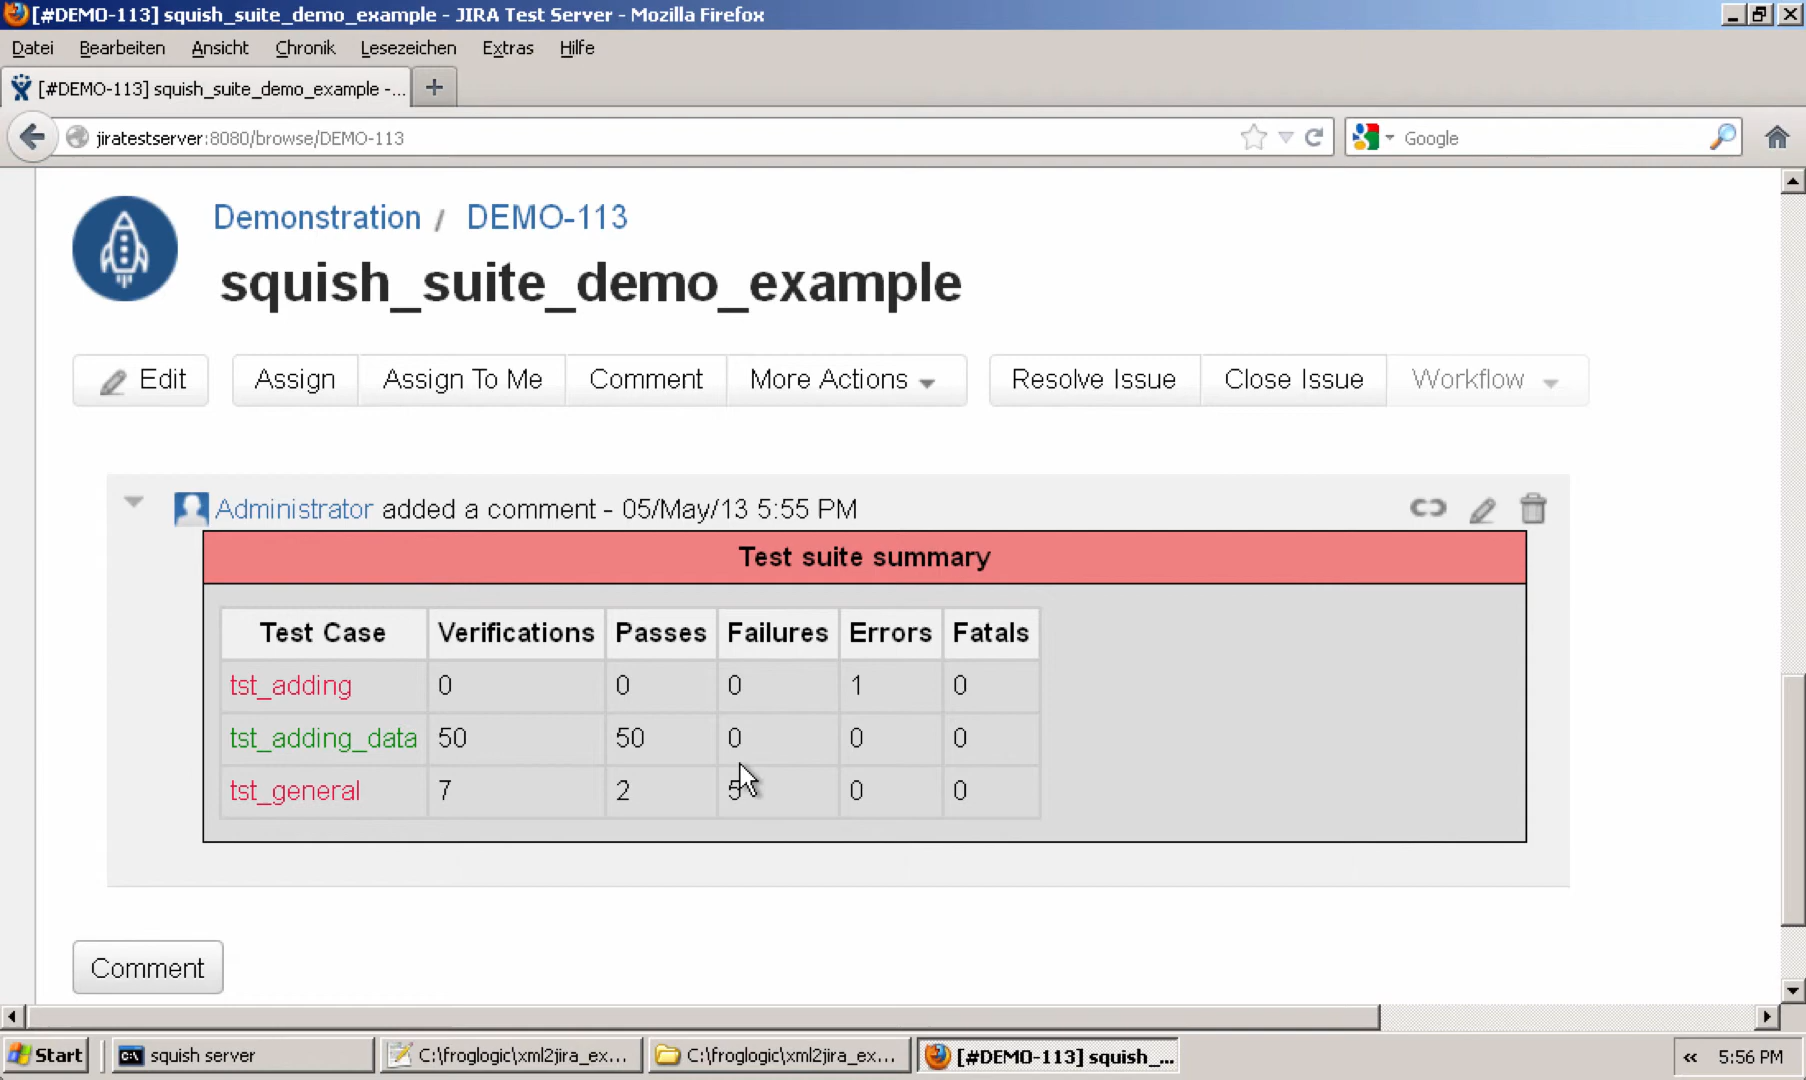 [#DEMO-113] squish_suite_demo_example - JIRA Test Server - Mozilla Firefox
Datei Bearbeiten Ansicht Chronik Lesezeichen Extras Hilfe
[#DEMO-113] squish_suite_demo_example -...
jiratestserver:8080/browse/DEMO-113 Google
Demonstration / DEMO-113
squish_suite_demo_example
Edit Assign Assign To Me Comment More Actions Resolve Issue Close Issue Workflow
Administrator added a comment - 05/May/13 5:55 PM
Test suite summary
Test Case Verifications Passes Failures Errors Fatals
tst_adding 0 0 0 1 0
tst_adding_data 50 50 0 0 0
tst_general 7 2 5 0 0
Comment
Start squish server C:\froglogic\xml2jira_ex... C:\froglogic\xml2jira_ex... [#DEMO-113] squish_... « 5:56 PM